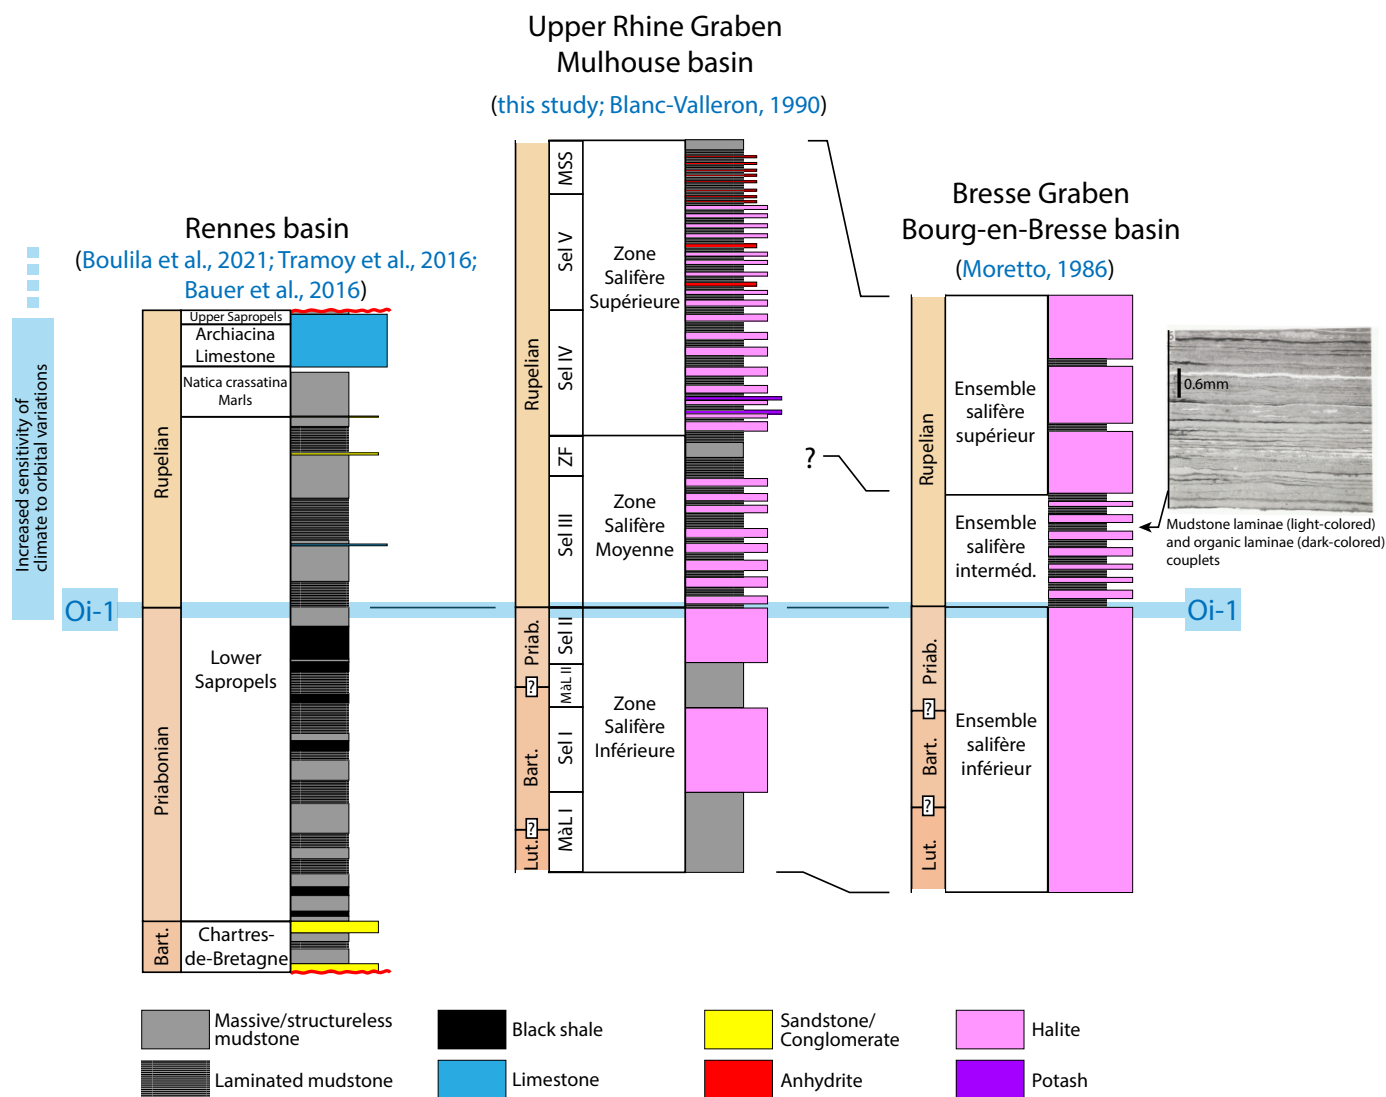 Upper Rhine Graben
Mulhouse basin
(this study; Blanc-Valleron, 1990)
Rennes basin
(Boulila et al., 2021; Tramoy et al., 2016;
Bauer et al., 2016)
Bresse Graben
Bourg-en-Bresse basin
(Moretto, 1986)
Increased sensitivity of
climate to orbital variations
Oi-1
Rupelian
Priabonian
Bart.
Upper Sapropels
Archiacina
Limestone
Natica crassatina
Marls
Lower
Sapropels
Chartres-
de-Bretagne
Rupelian
Priab.
?
Bart.
?
Lut.
MSS
Sel V
Sel IV
ZF
Sel III
Sel II
MàL II
Sel I
MàL I
Zone
Salifère
Supérieure
Zone
Salifère
Moyenne
Zone
Salifère
Inférieure
?
Rupelian
Priab.
?
Bart.
?
Lut.
Ensemble
salifère
supérieur
Ensemble
salifère
interméd.
Ensemble
salifère
inférieur
0.6mm
Mudstone laminae (light-colored)
and organic laminae (dark-colored)
couplets
Oi-1
Massive/structureless
mudstone
Laminated mudstone
Black shale
Limestone
Sandstone/
Conglomerate
Anhydrite
Halite
Potash